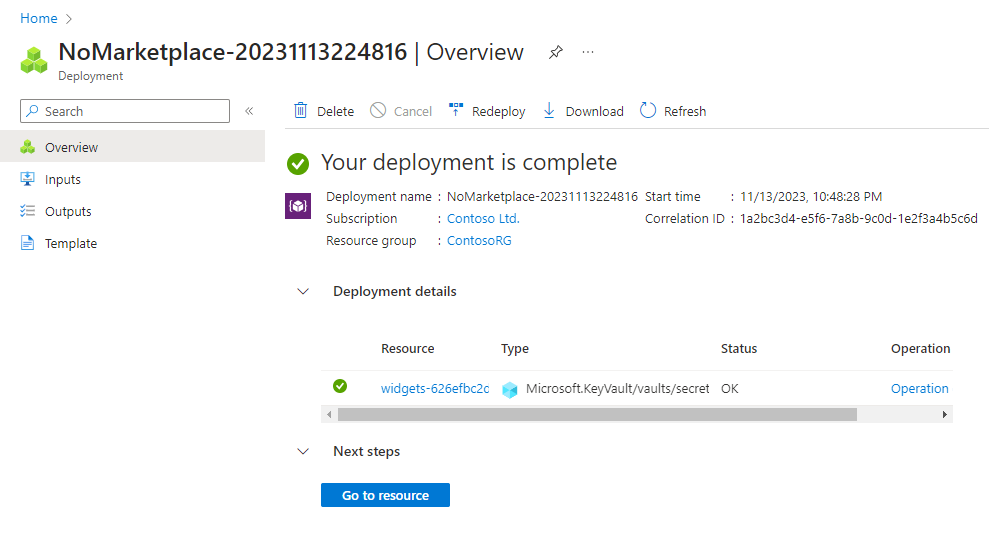 Home
NoMarketplace-20231113224816 | Overview
Deployment
Search
Delete Cancel Redeploy Download Refresh
Overview
Inputs
Outputs
Template
Your deployment is complete
Deployment name : NoMarketplace-20231113224816 Start time : 11/13/2023, 10:48:28 PM
Subscription : Contoso Ltd. Correlation ID : 1a2bc3d4-e5f6-7a8b-9c0d-1e2f3a4b5c6d
Resource group : ContosoRG
Deployment details
Resource Type Status Operation
widgets-626efbc2d Microsoft.KeyVault/vaults/secret OK Operation
Next steps
Go to resource